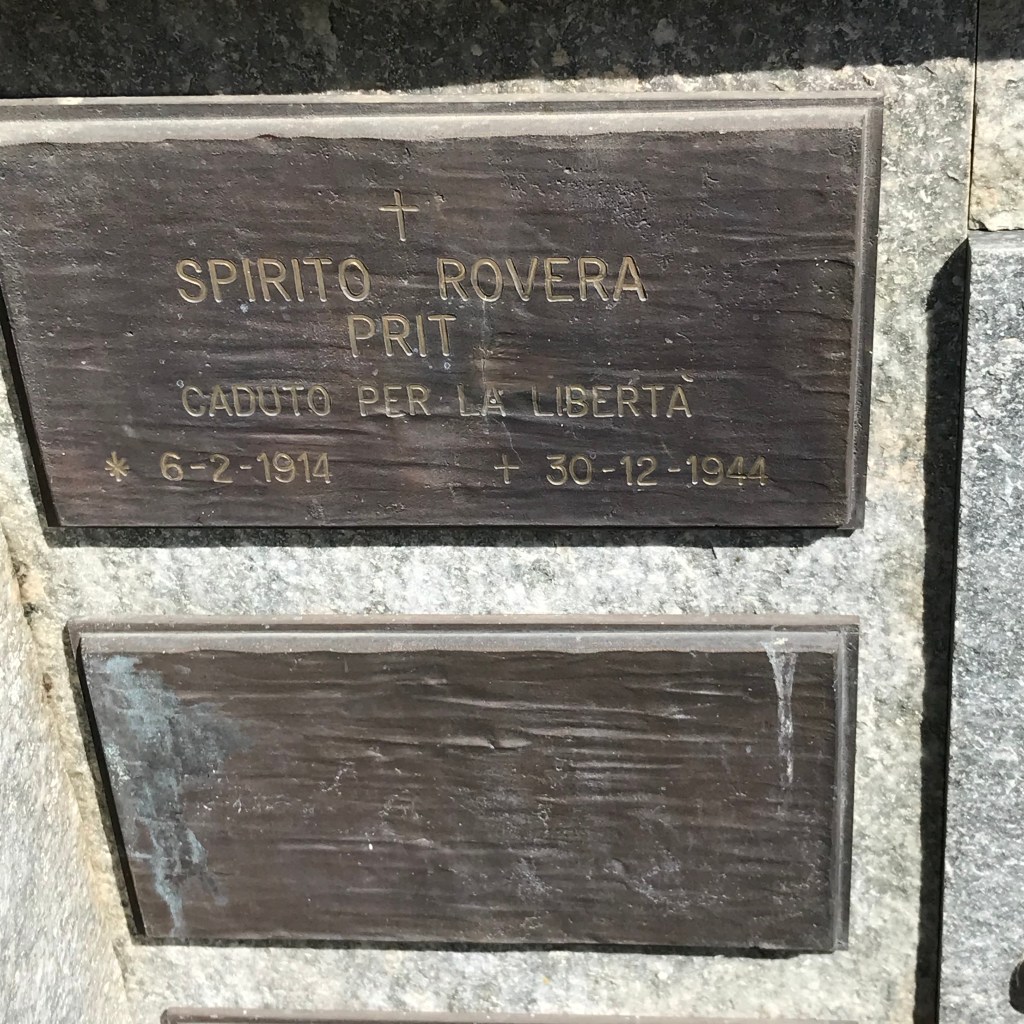 SPIRITO ROVERA
PRIT
CADUTO PER LA LIBERTÀ
* 6-2-1914 † 30-12-1944